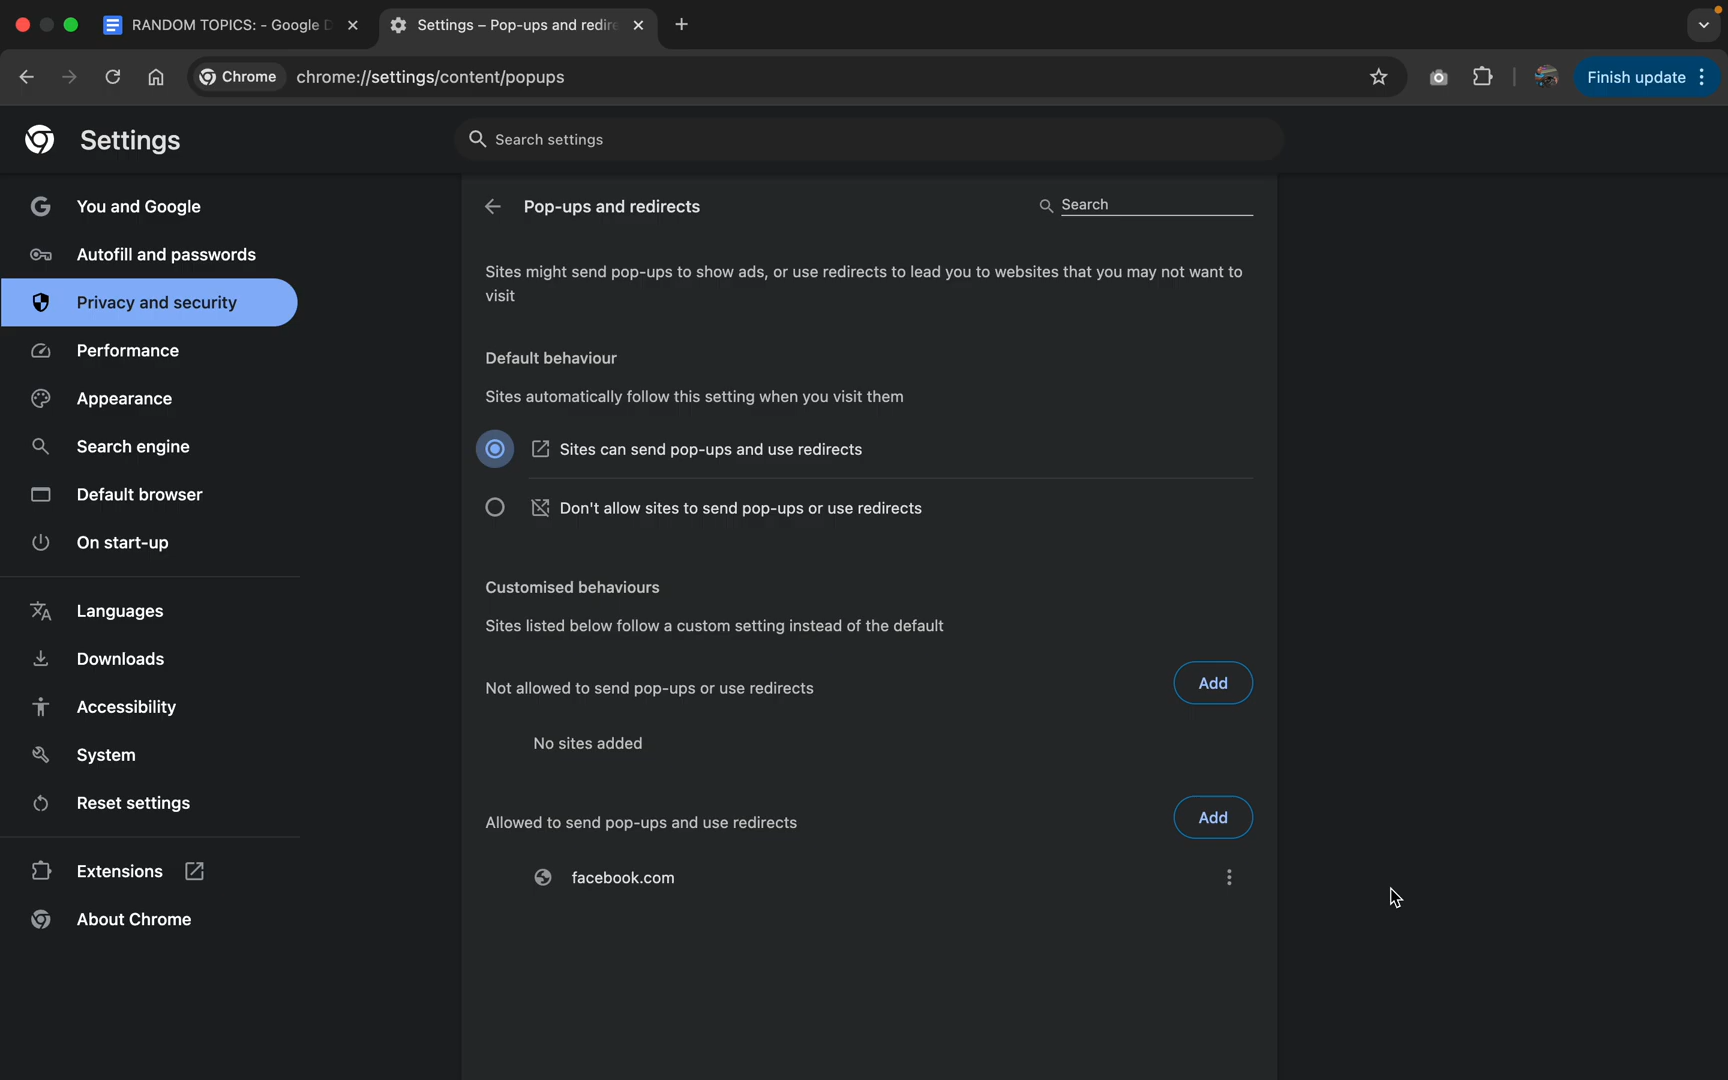 RANDOM TOPICS: - Google D
Settings – Pop-ups and redire
Chrome
chrome://settings/content/popups
Finish update
Settings
Search settings
You and Google
Autofill and passwords
Privacy and security
Performance
Appearance
Search engine
Default browser
On start-up
Languages
Downloads
Accessibility
System
Reset settings
Extensions
About Chrome
Pop-ups and redirects
Search
Sites might send pop-ups to show ads, or use redirects to lead you to websites that you may not want to
visit
Default behaviour
Sites automatically follow this setting when you visit them
Sites can send pop-ups and use redirects
Don't allow sites to send pop-ups or use redirects
Customised behaviours
Sites listed below follow a custom setting instead of the default
Not allowed to send pop-ups or use redirects
Add
No sites added
Allowed to send pop-ups and use redirects
Add
facebook.com